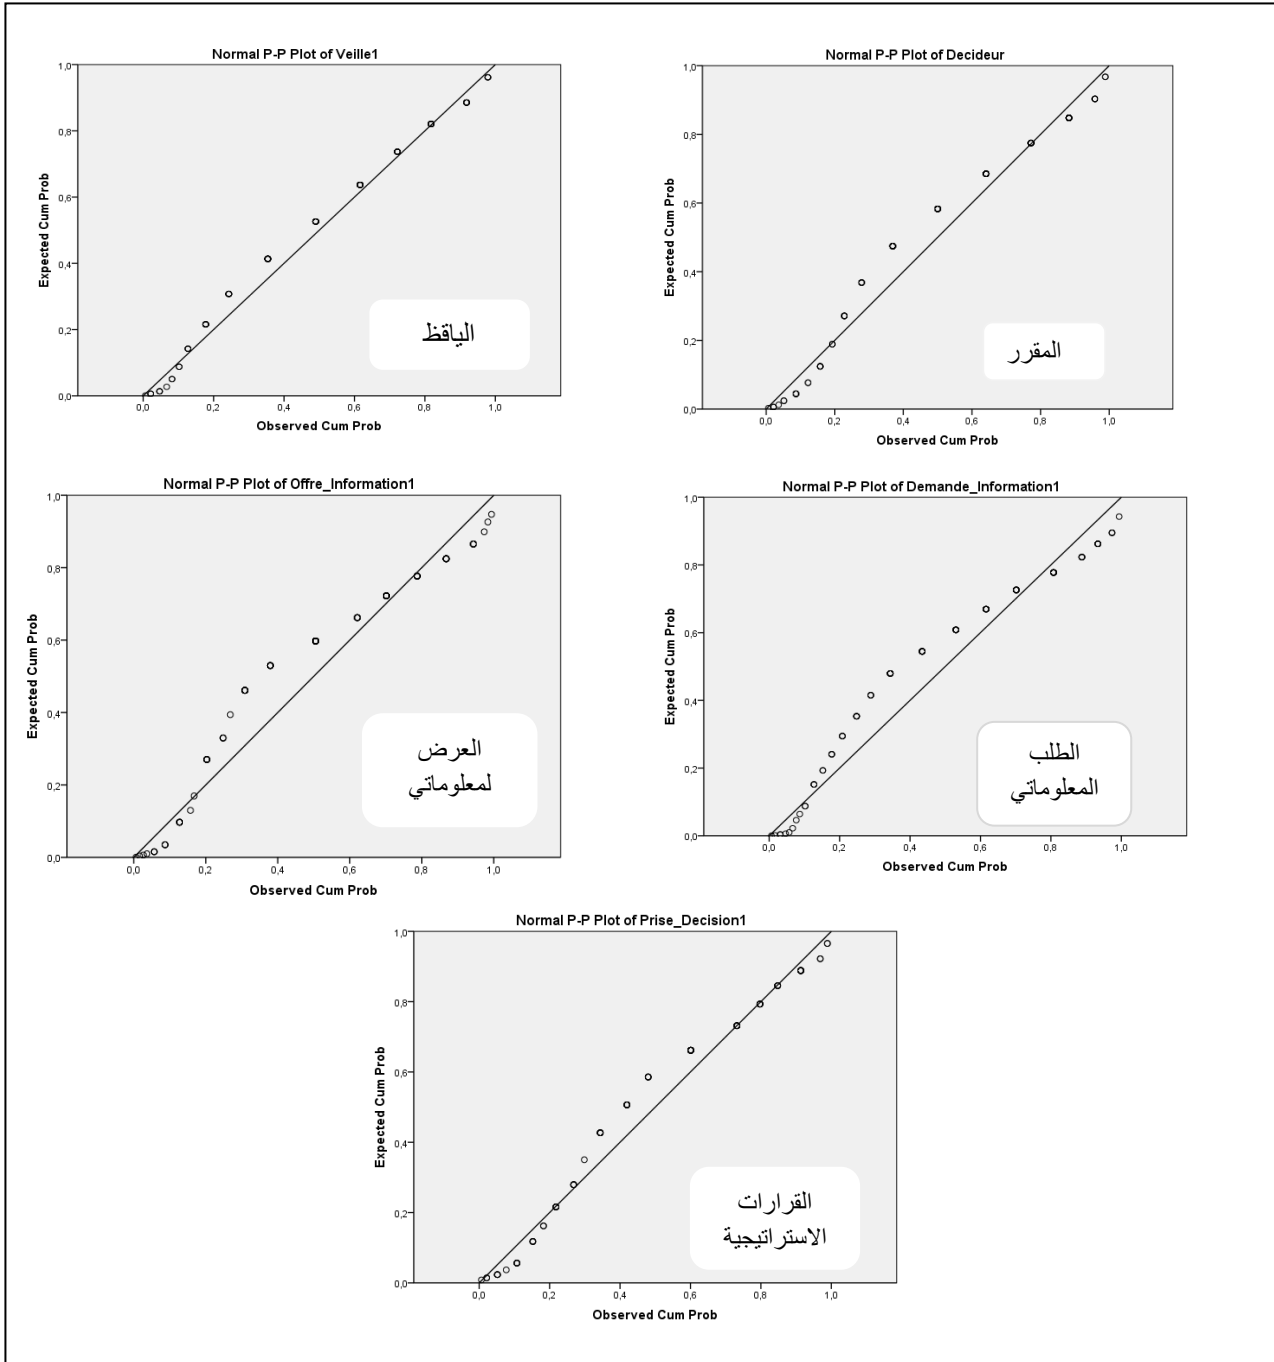 Normal P-P Plot of Veille1
1,0
0,8
0,6
0,4
0,2
0,0
Expected Cum Prob
0,0 0,2 0,4 0,6 0,8 1,0
Observed Cum Prob
الياقظ
Normal P-P Plot of Decideur
1,0
0,8
0,6
0,4
0,2
0,0
Expected Cum Prob
0,0 0,2 0,4 0,6 0,8 1,0
Observed Cum Prob
المقرر
Normal P-P Plot of Offre_Information1
1,0
0,8
0,6
0,4
0,2
0,0
Expected Cum Prob
0,0 0,2 0,4 0,6 0,8 1,0
Observed Cum Prob
العرض
لمعلوماتي
Normal P-P Plot of Demande_Information1
1,0
0,8
0,6
0,4
0,2
0,0
Expected Cum Prob
0,0 0,2 0,4 0,6 0,8 1,0
Observed Cum Prob
الطلب
المعلوماتي
Normal P-P Plot of Prise_Decision1
1,0
0,8
0,6
0,4
0,2
0,0
Expected Cum Prob
0,0 0,2 0,4 0,6 0,8 1,0
Observed Cum Prob
القرارات
الاستراتيجية